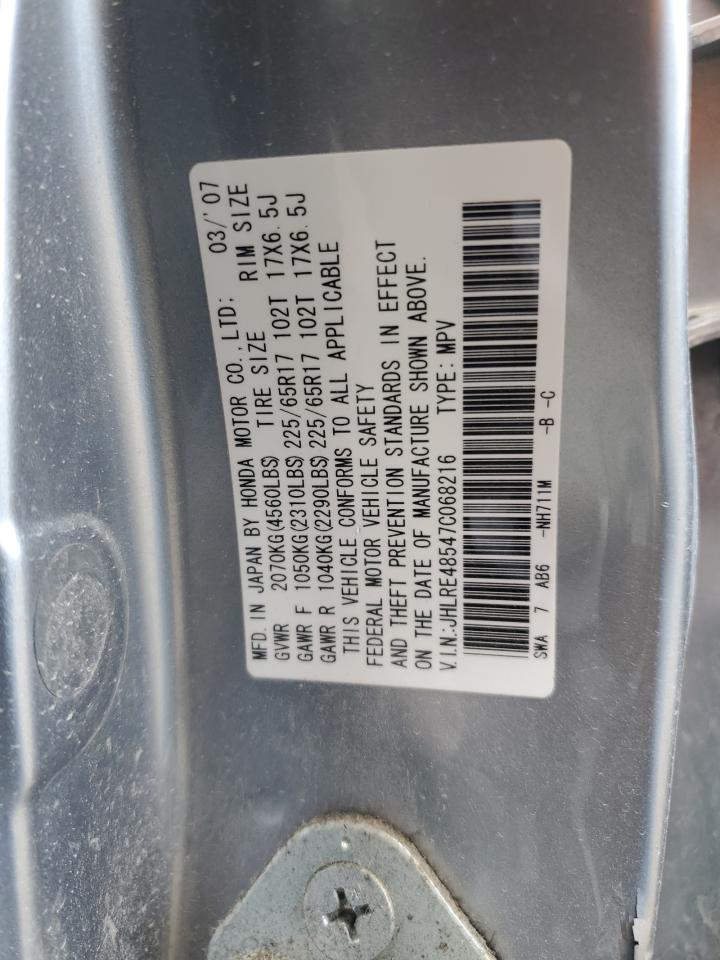 MFD. IN JAPAN BY HONDA MOTOR CO., LTD: 03/'07
GVWR 2070KG(4560LBS) TIRE SIZE RIM SIZE
GAWR F 1050KG(2310LBS) 225/65R17 102T 17X6.5J
GAWR R 1040KG(2290LBS) 225/65R17 102T 17X6.5J
THIS VEHICLE CONFORMS TO ALL APPLICABLE
FEDERAL MOTOR VEHICLE SAFETY
AND THEFT PREVENTION STANDARDS IN EFFECT
ON THE DATE OF MANUFACTURE SHOWN ABOVE.
V.I.N.:JHLRE48547C068216 TYPE: MPV
SWA 7 AB6 -NH711M -B -C